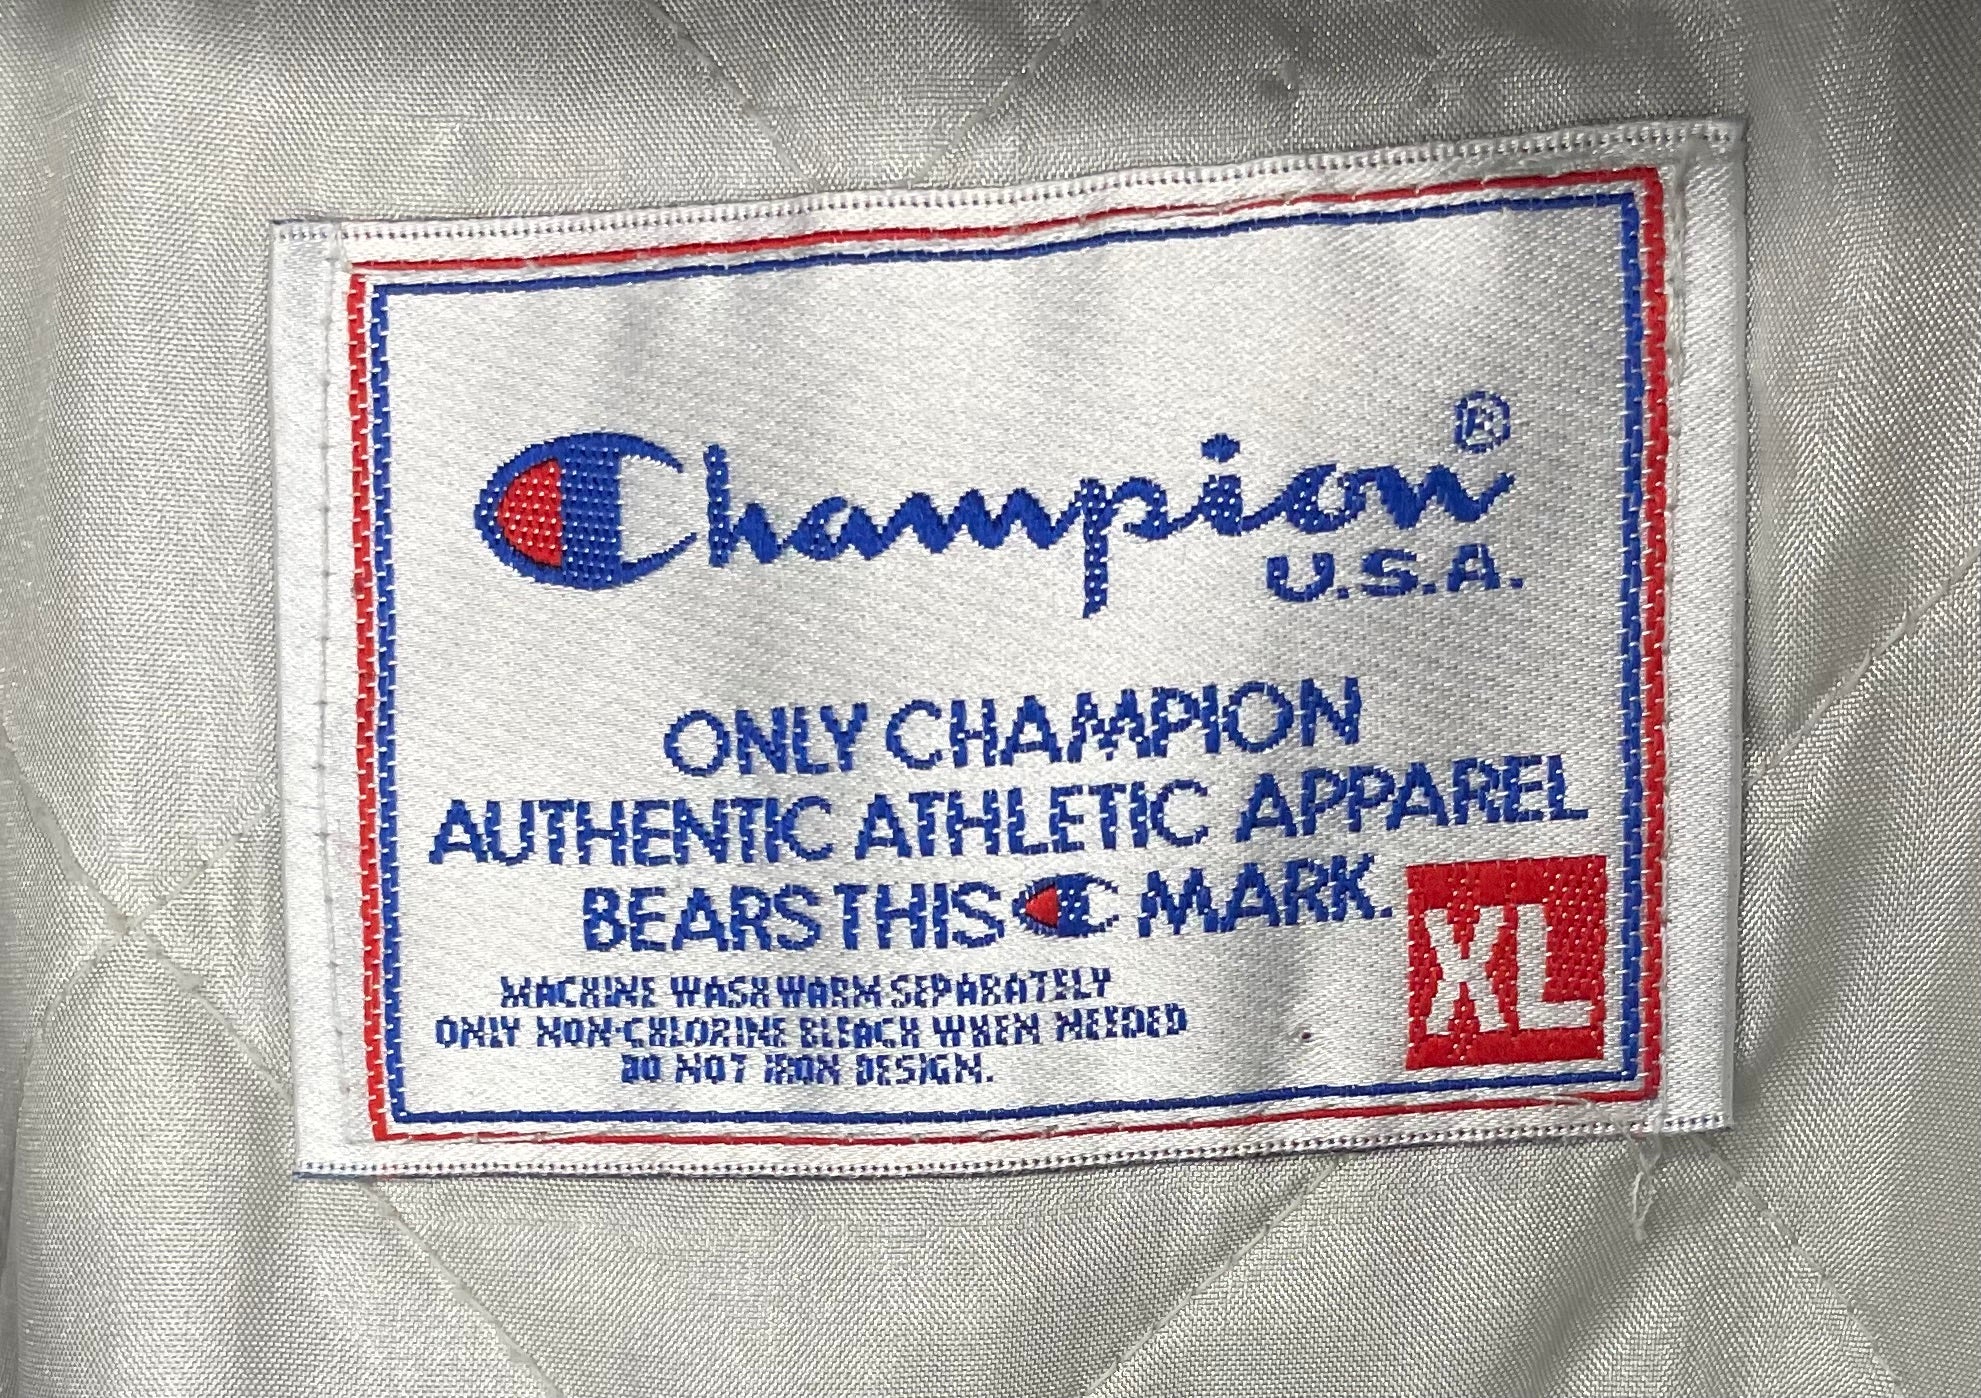 Champion®
U.S.A.
ONLY CHAMPION
AUTHENTIC ATHLETIC APPAREL
BEARS THIS C MARK.
XL
MACHINE WASH WARM SEPARATELY
ONLY NON-CHLORINE BLEACH WHEN NEEDED
DO NOT IRON DESIGN.